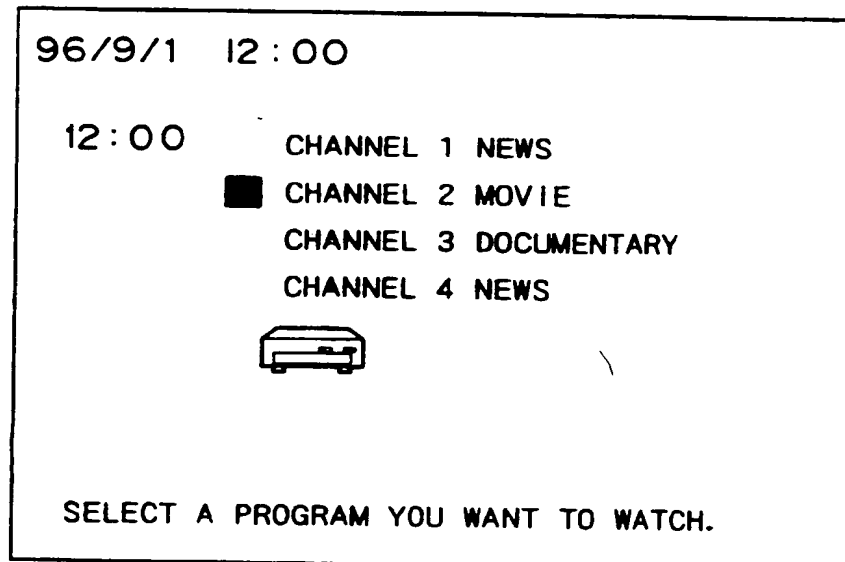 96/9/1 12:00
12:00 CHANNEL 1 NEWS
CHANNEL 2 MOVIE
CHANNEL 3 DOCUMENTARY
CHANNEL 4 NEWS
SELECT A PROGRAM YOU WANT TO WATCH.